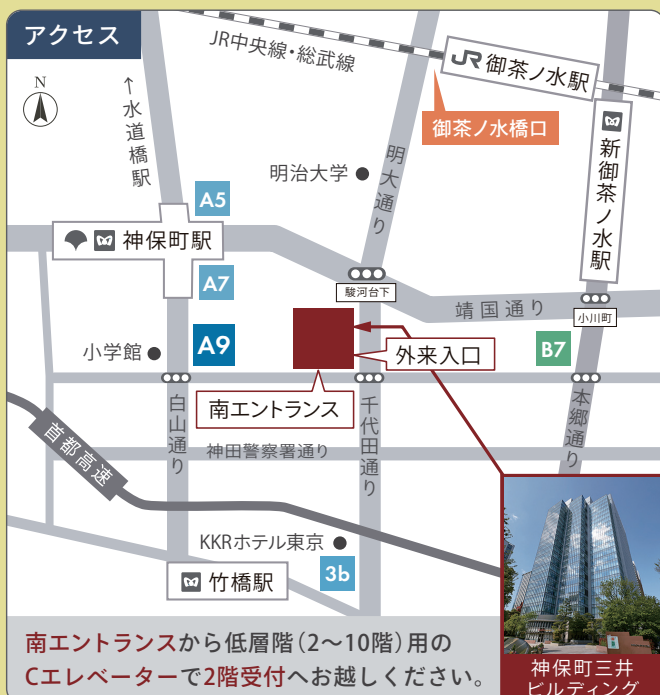 アクセス
JR中央線・総武線
JR 御茶ノ水駅
N
↑水道橋駅
御茶ノ水橋口
明治大学
明大通り
新御茶ノ水駅
A5
神保町駅
A7
駿河台下
靖国通り
小川町
小学館
A9
外来入口
B7
南エントランス
白山通り
千代田通り
本郷通り
首都高速
神田警察署通り
KKRホテル東京
竹橋駅
3b
南エントランスから低層階(2〜10階)用の
Cエレベーターで2階受付へお越しください。
神保町三井
ビルディング